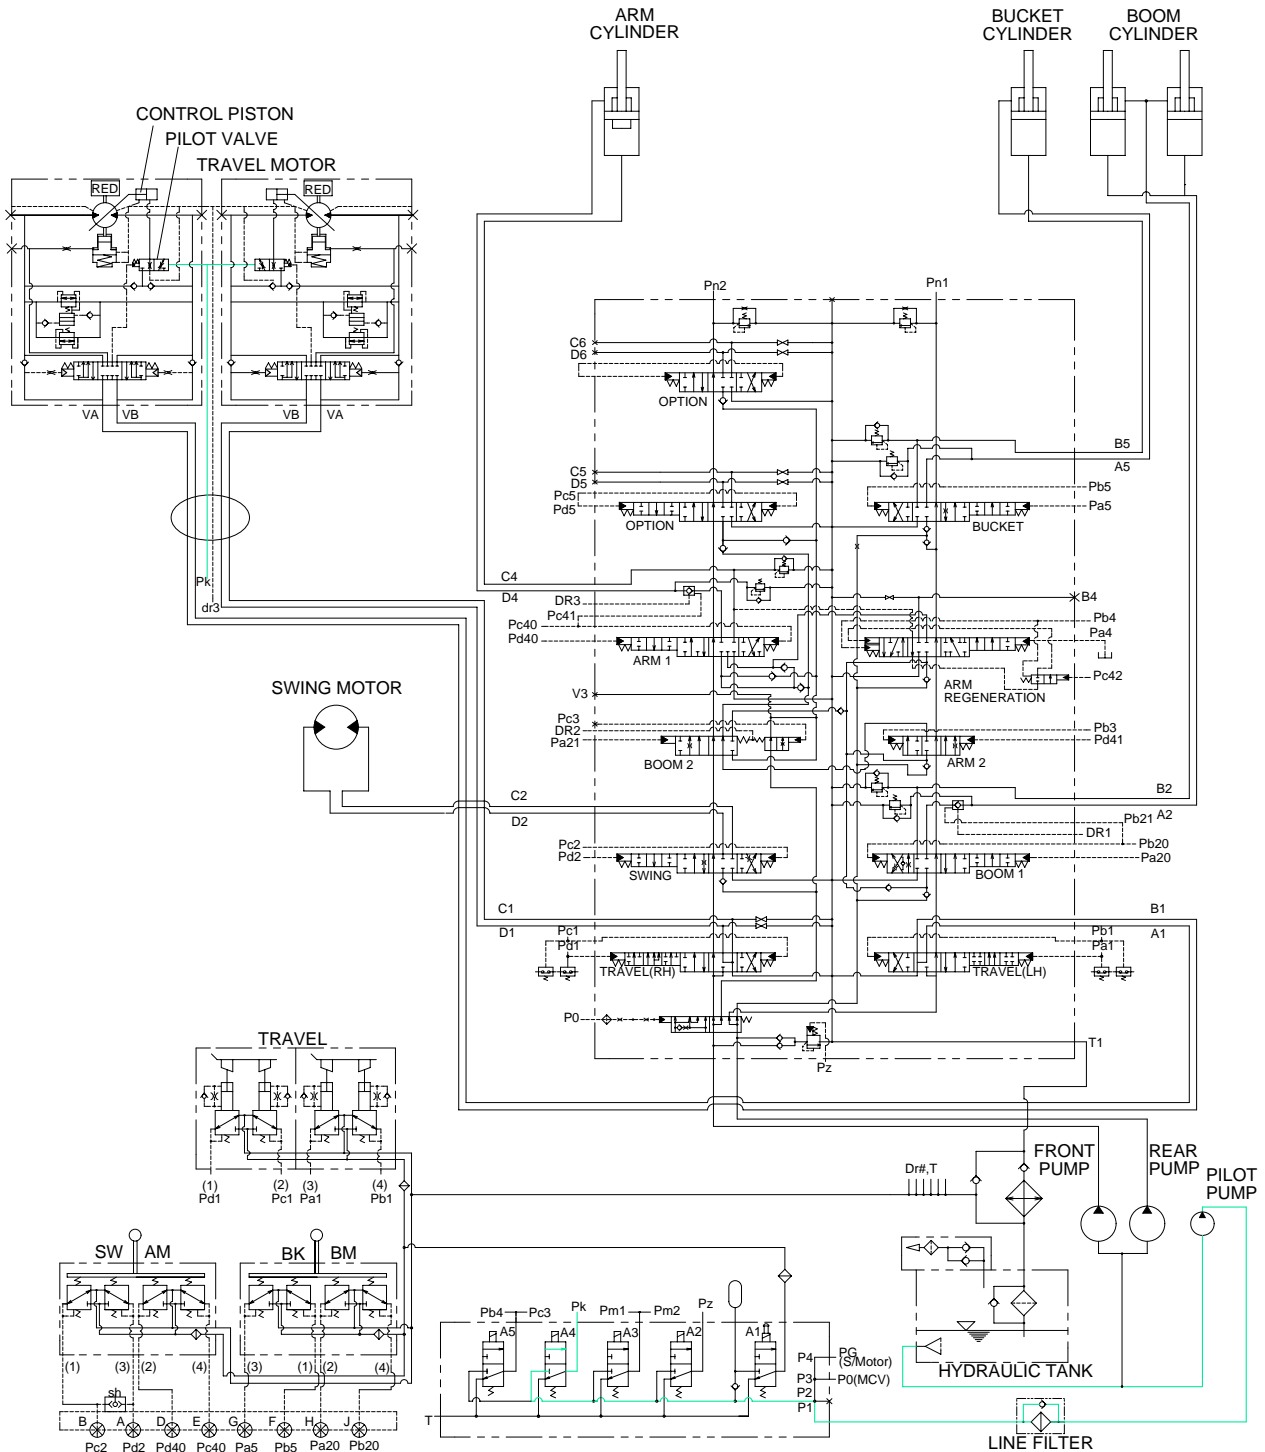 ARM
CYLINDER
BUCKET
CYLINDER
BOOM
CYLINDER
CONTROL PISTON
PILOT VALVE
TRAVEL MOTOR
RED
RED
VA
VB
VB
VA
Pk
dr3
Pn2
Pn1
C6
D6
OPTION
B5
A5
C5
D5
Pc5
Pd5
OPTION
Pb5
Pa5
BUCKET
C4
D4
DR3
Pc41
Pc40
Pd40
ARM 1
B4
Pb4
Pa4
Pc42
ARM
REGENERATION
SWING MOTOR
V3
Pc3
DR2
Pa21
BOOM 2
Pb3
Pd41
ARM 2
C2
D2
B2
A2
Pb21
DR1
Pc2
Pd2
SWING
Pb20
Pa20
BOOM 1
C1
D1
B1
A1
Pc1
Pd1
TRAVEL(RH)
Pb1
Pa1
TRAVEL(LH)
P0
Pz
T1
TRAVEL
(1)
Pd1
(2)
Pc1
(3)
Pa1
(4)
Pb1
FRONT
PUMP
REAR
PUMP
PILOT
PUMP
Dr#,T
SW
AM
BK
BM
(1)
(3)
(2)
(4)
(3)
(1)
(2)
(4)
sh
B
A
D
E
G
F
H
J
Pc2
Pd2
Pd40
Pc40
Pa5
Pb5
Pa20
Pb20
Pb4
Pc3
Pk
Pm1
Pm2
Pz
A5
A4
A3
A2
A1
T
P4
PG
(S/Motor)
P3
P0(MCV)
P2
P1
HYDRAULIC TANK
LINE FILTER